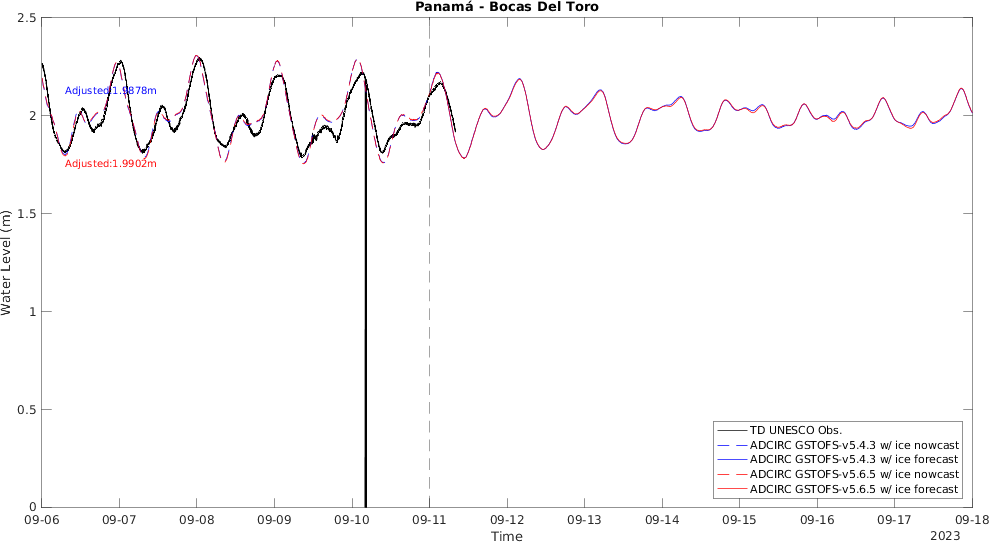 Panamá - Bocas Del Toro
2.5
2
1.5
1
0.5
0
Water Level (m)
Adjusted:1.9878m
Adjusted:1.9902m
TD UNESCO Obs.
ADCIRC GSTOFS-v5.4.3 w/ ice nowcast
ADCIRC GSTOFS-v5.4.3 w/ ice forecast
ADCIRC GSTOFS-v5.6.5 w/ ice nowcast
ADCIRC GSTOFS-v5.6.5 w/ ice forecast
09-06 09-07 09-08 09-09 09-10 09-11 09-12 09-13 09-14 09-15 09-16 09-17 09-18
Time
2023